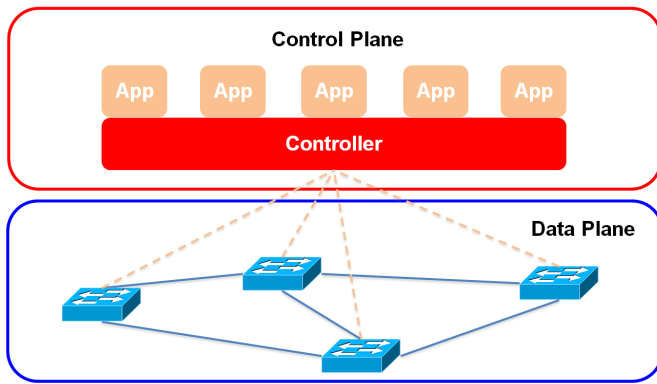 Control Plane
App App App App App
Controller
Data Plane